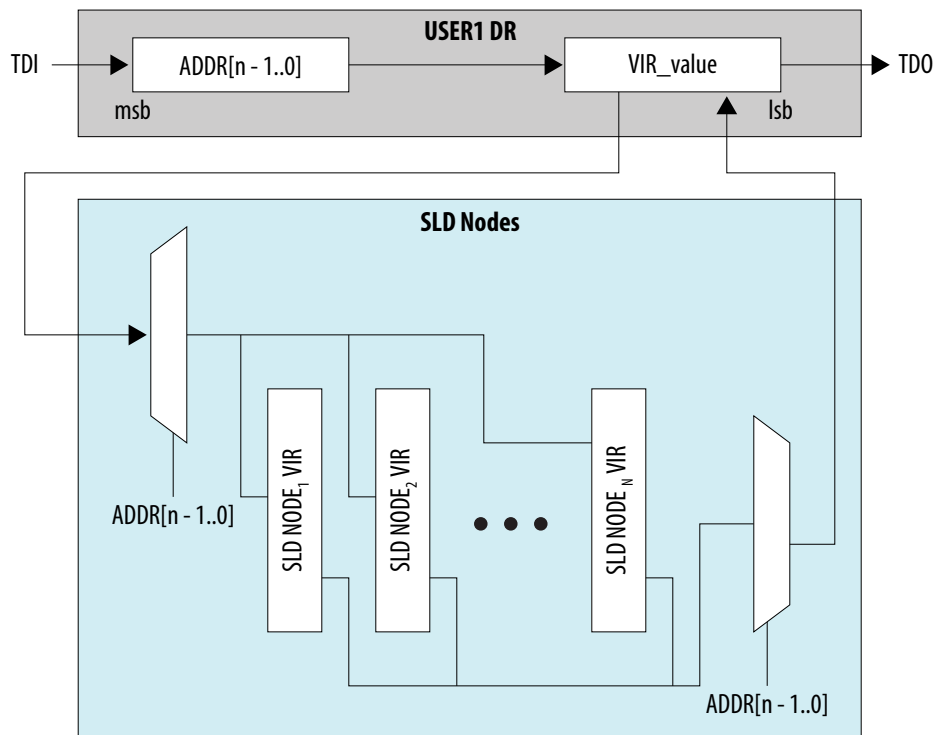 USER1 DR
TDI
ADDR[n - 1..0]
VIR_value
TDO
msb
lsb
SLD Nodes
SLD NODE1 VIR
SLD NODE2 VIR
SLD NODE N VIR
ADDR[n - 1..0]
ADDR[n - 1..0]